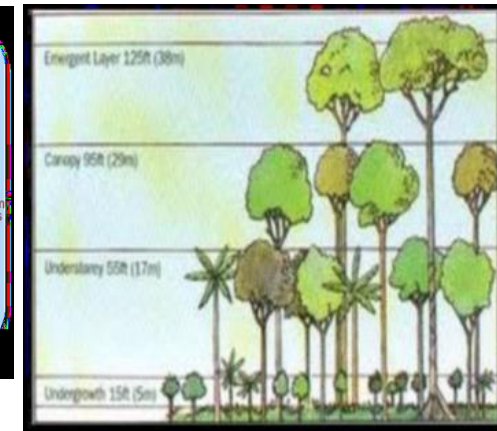 Emergent Layer 125ft (38m)
Canopy 95ft (29m)
Understorey 55ft (17m)
Undergrowth 15ft (5m)